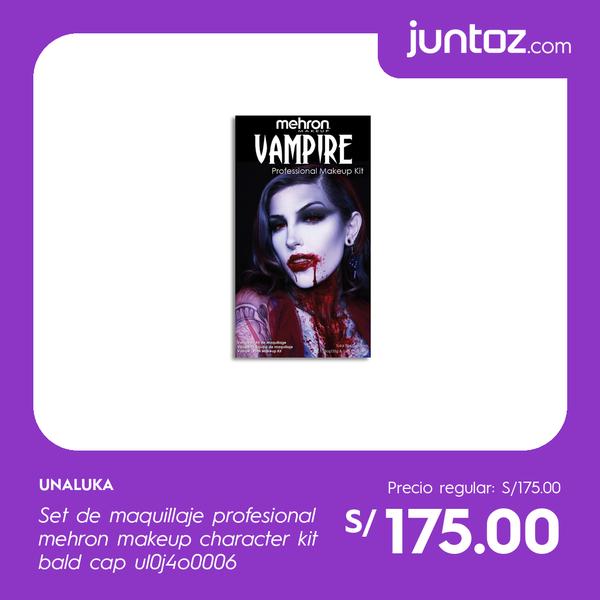 juntoz.com
mehron
MAKEUP
VAMPIRE
Professional Makeup Kit
UNALUKA
Set de maquillaje profesional
mehron makeup character kit
bald cap ul0j4o0006
Precio regular: S/175.00
S/ 175.00